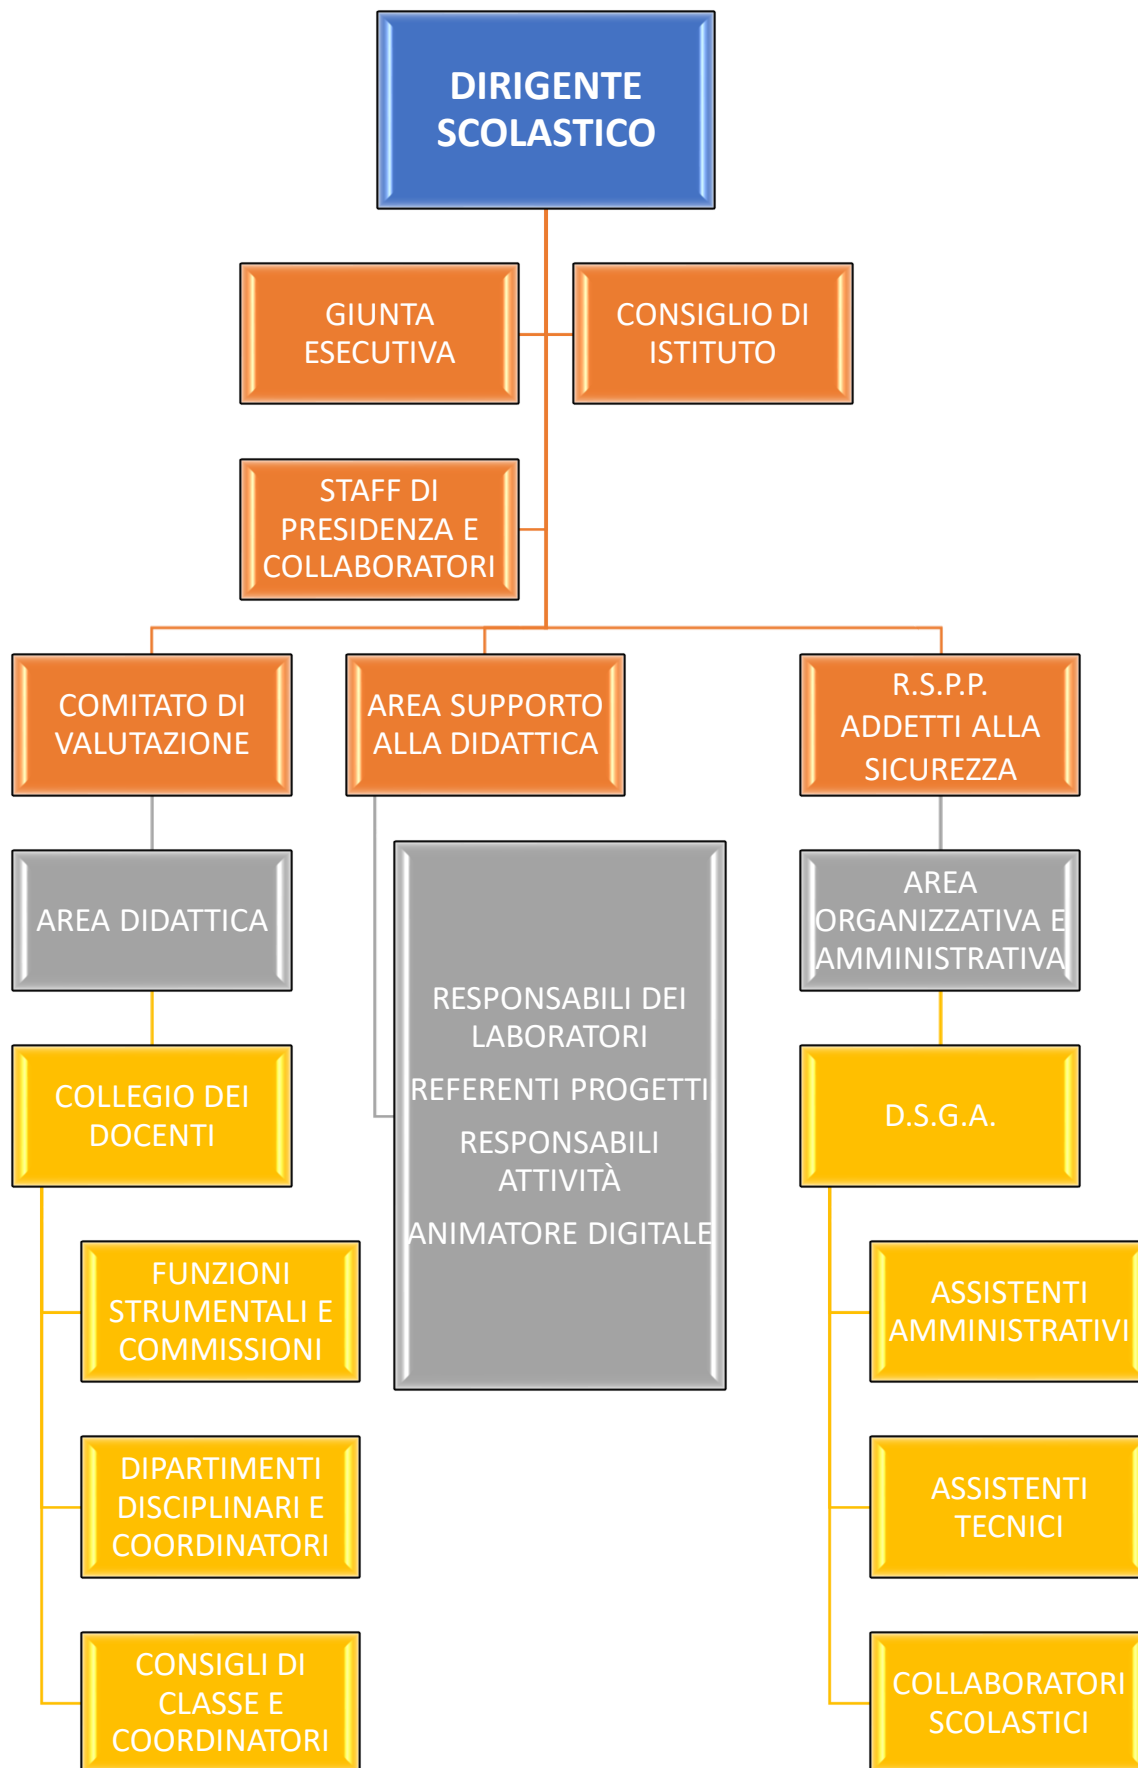 DIRIGENTE
SCOLASTICO
GIUNTA
ESECUTIVA
CONSIGLIO DI
ISTITUTO
STAFF DI
PRESIDENZA E
COLLABORATORI
COMITATO DI
VALUTAZIONE
AREA SUPPORTO
ALLA DIDATTICA
R.S.P.P.
ADDETTI ALLA
SICUREZZA
AREA DIDATTICA
RESPONSABILI DEI
LABORATORI
REFERENTI PROGETTI
RESPONSABILI
ATTIVITÀ
ANIMATORE DIGITALE
AREA
ORGANIZZATIVA E
AMMINISTRATIVA
COLLEGIO DEI
DOCENTI
D.S.G.A.
FUNZIONI
STRUMENTALI E
COMMISSIONI
ASSISTENTI
AMMINISTRATIVI
DIPARTIMENTI
DISCIPLINARI E
COORDINATORI
ASSISTENTI
TECNICI
CONSIGLI DI
CLASSE E
COORDINATORI
COLLABORATORI
SCOLASTICI